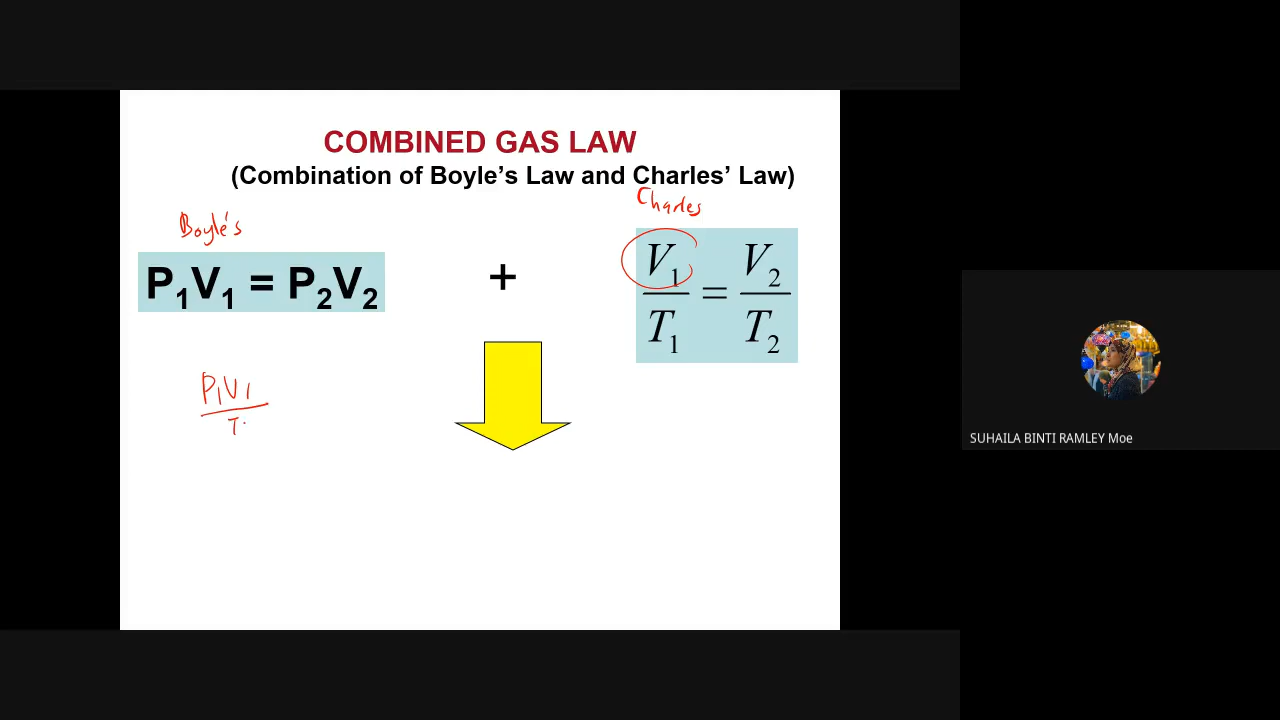 COMBINED GAS LAW
(Combination of Boyle's Law and Charles' Law)
Boyle's
Charles
P₁V₁ = P₂V₂
+
V₁/T₁ = V₂/T₂
P₁V₁
T
SUHAILA BINTI RAMLEY Moe